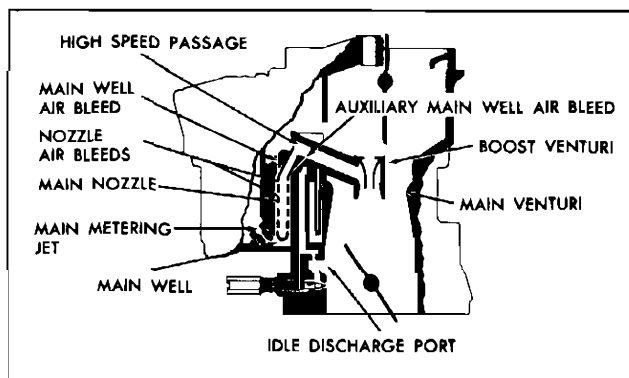 HIGH SPEED PASSAGE
MAIN WELL
AIR BLEED
AUXILIARY MAIN WELL AIR BLEED
NOZZLE
AIR BLEEDS
BOOST VENTURI
MAIN NOZZLE
MAIN VENTURI
MAIN METERING
JET
MAIN WELL
IDLE DISCHARGE PORT